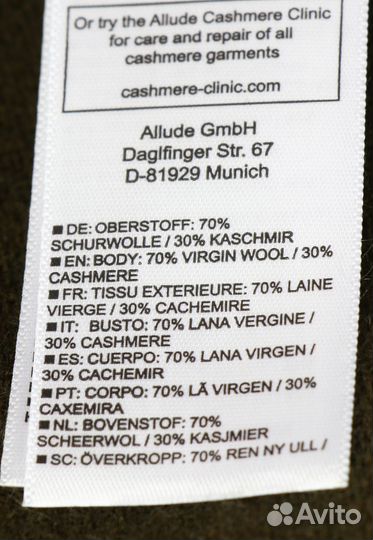 Or try the Allude Cashmere Clinic
for care and repair of all
cashmere garments
cashmere-clinic.com
Allude GmbH
Daglfinger Str. 67
D-81929 Munich
■ DE: OBERSTOFF: 70%
SCHURWOLLE / 30% KASCHMIR
■ EN: BODY: 70% VIRGIN WOOL / 30%
CASHMERE
■ FR: TISSU EXTERIEURE: 70% LAINE
VIERGE / 30% CACHEMIRE
■ IT: BUSTO: 70% LANA VERGINE /
30% CASHMERE
■ ES: CUERPO: 70% LANA VIRGEN /
30% CACHEMIR
■ PT: CORPO: 70% LÃ VIRGEN / 30%
CAXEMIRA
■ NL: BOVENSTOF: 70%
SCHEERWOL / 30% KASJMIER
■ SC: ÖVERKROPP: 70% REN NY ULL /
Avito